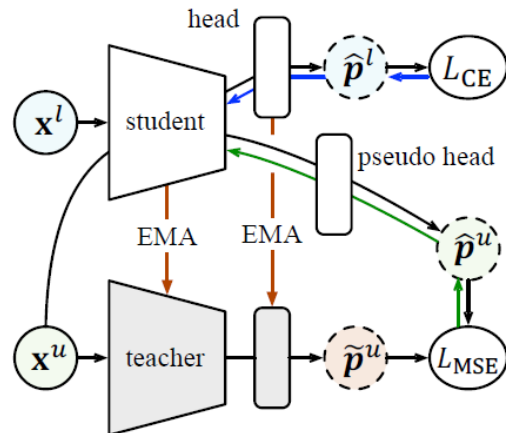 head
x^l
student
p̂^l
L_CE
pseudo head
EMA
EMA
p̂^u
x^u
teacher
p̃^u
L_MSE